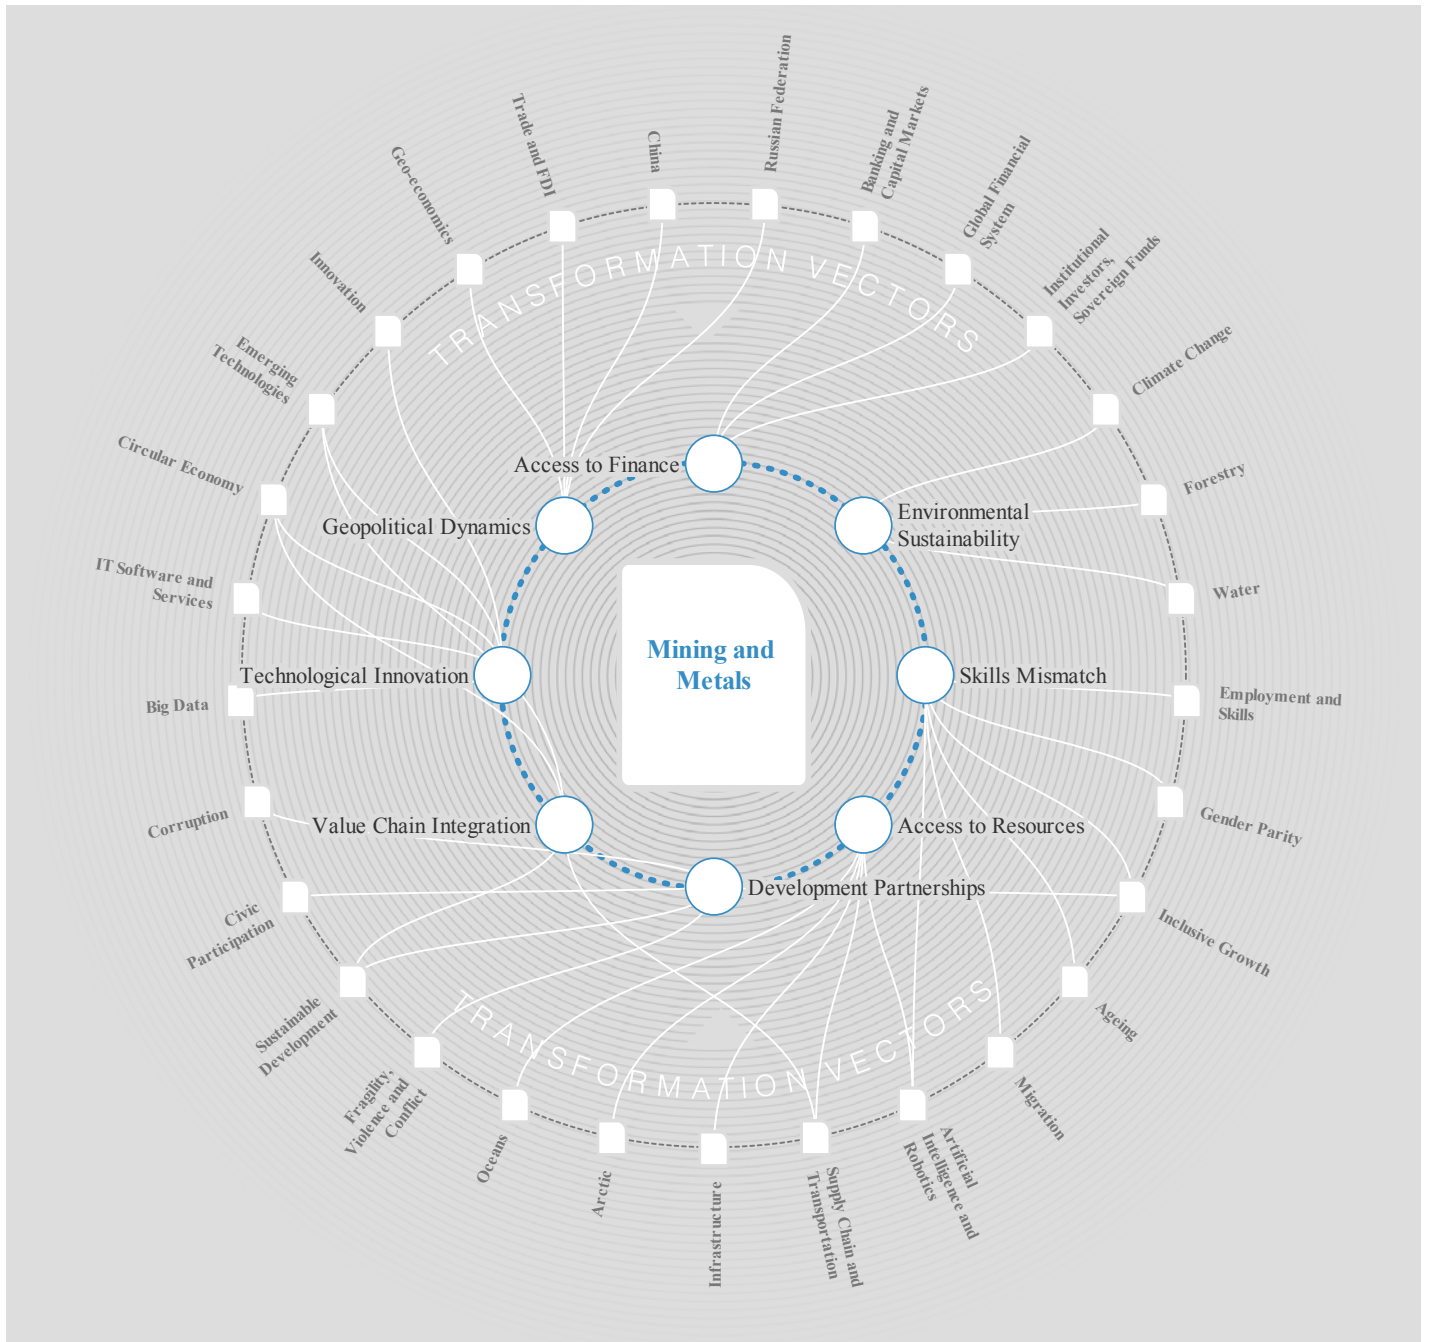 Russian Federation
Banking and
Capital Markets
Global Financial
System
Institutional
Investors,
Sovereign Funds
Climate Change
Forestry
Water
Employment and
Skills
Gender Parity
Inclusive Growth
Ageing
Migration
Artificial
Intelligence and
Robotics
Supply Chain and
Transportation
Infrastructure
Arctic
Oceans
Fragility,
Violence and
Conflict
Sustainable
Development
Civic
Participation
Corruption
Big Data
IT Software and
Services
Circular Economy
Emerging
Technologies
Innovation
Geo-economics
Trade and FDI
China
TRANSFORMATION VECTORS
Access to Finance
Environmental
Sustainability
Skills Mismatch
Access to Resources
Development Partnerships
Value Chain Integration
Technological Innovation
Geopolitical Dynamics
Mining and
Metals
TRANSFORMATION VECTORS